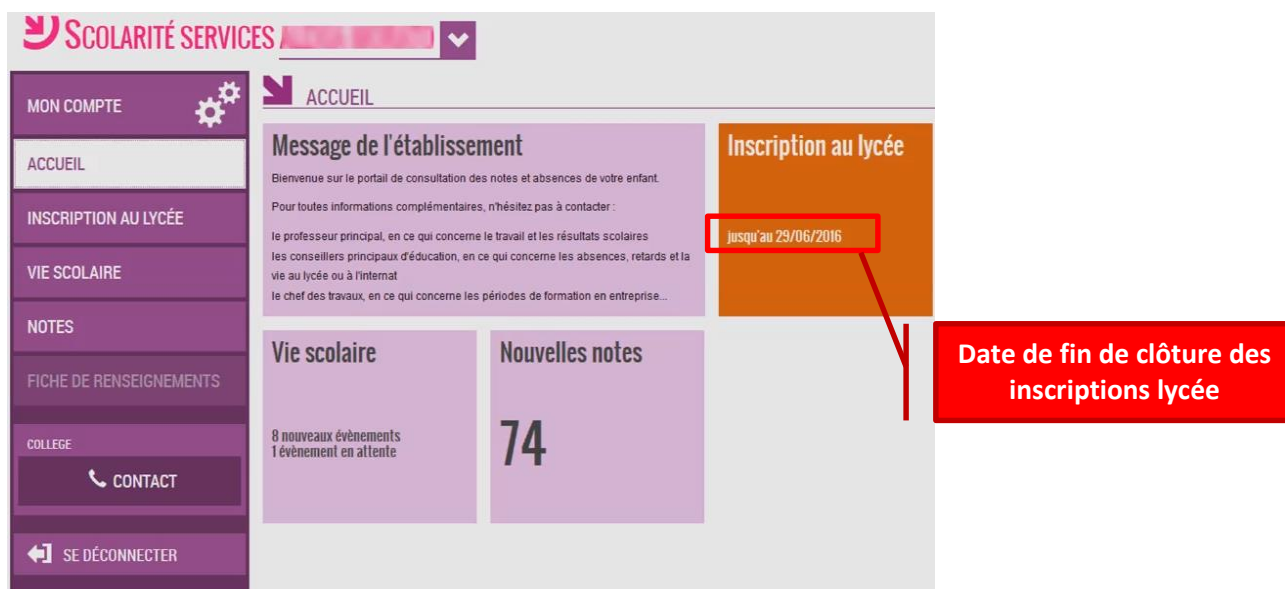 SCOLARITÉ SERVICES
MON COMPTE
ACCUEIL
INSCRIPTION AU LYCÉE
VIE SCOLAIRE
NOTES
FICHE DE RENSEIGNEMENTS
COLLEGE
CONTACT
SE DÉCONNECTER
ACCUEIL
Message de l'établissement
Bienvenue sur le portail de consultation des notes et absences de votre enfant.
Pour toutes informations complémentaires, n'hésitez pas à contacter :
le professeur principal, en ce qui concerne le travail et les résultats scolaires
les conseillers principaux d'éducation, en ce qui concerne les absences, retards et la
vie au lycée ou à l'internat
le chef des travaux, en ce qui concerne les périodes de formation en entreprise...
Inscription au lycée
jusqu'au 29/06/2016
Vie scolaire
8 nouveaux évènements
1 évènement en attente
Nouvelles notes
74
Date de fin de clôture des
inscriptions lycée